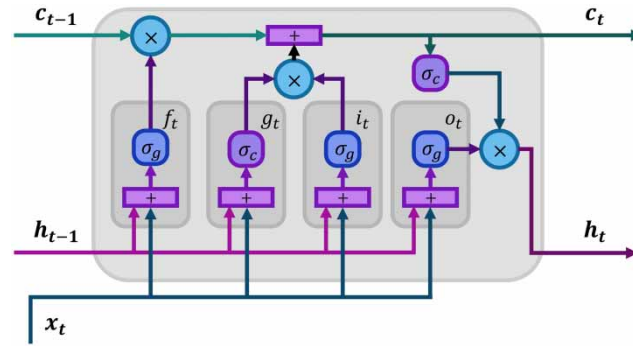 c_{t-1} × + c_t
σ_c
×
f_t g_t i_t o_t
σ_g σ_c σ_g σ_g ×
+ + + +
h_{t-1} h_t
x_t